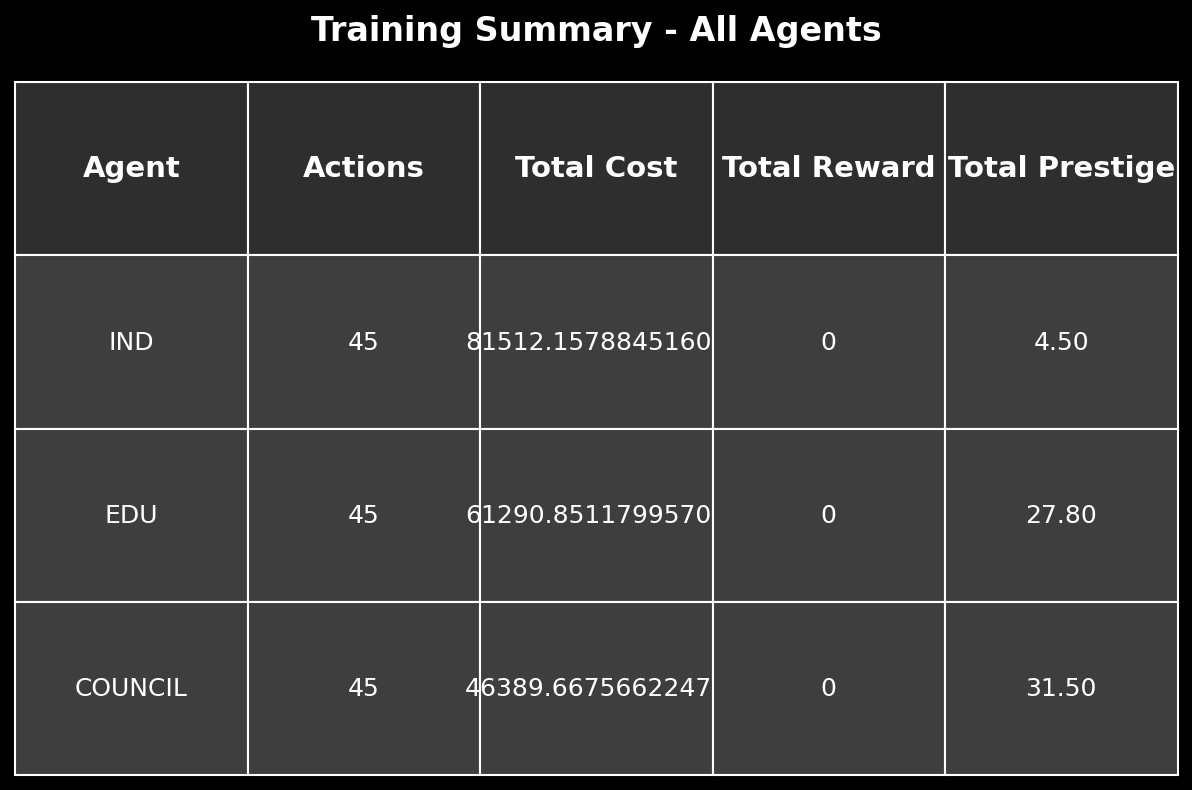 Training Summary - All Agents
Agent Actions Total Cost Total Reward Total Prestige
IND 45 81512.1578845160 0 4.50
EDU 45 61290.8511799570 0 27.80
COUNCIL 45 46389.6675662247 0 31.50